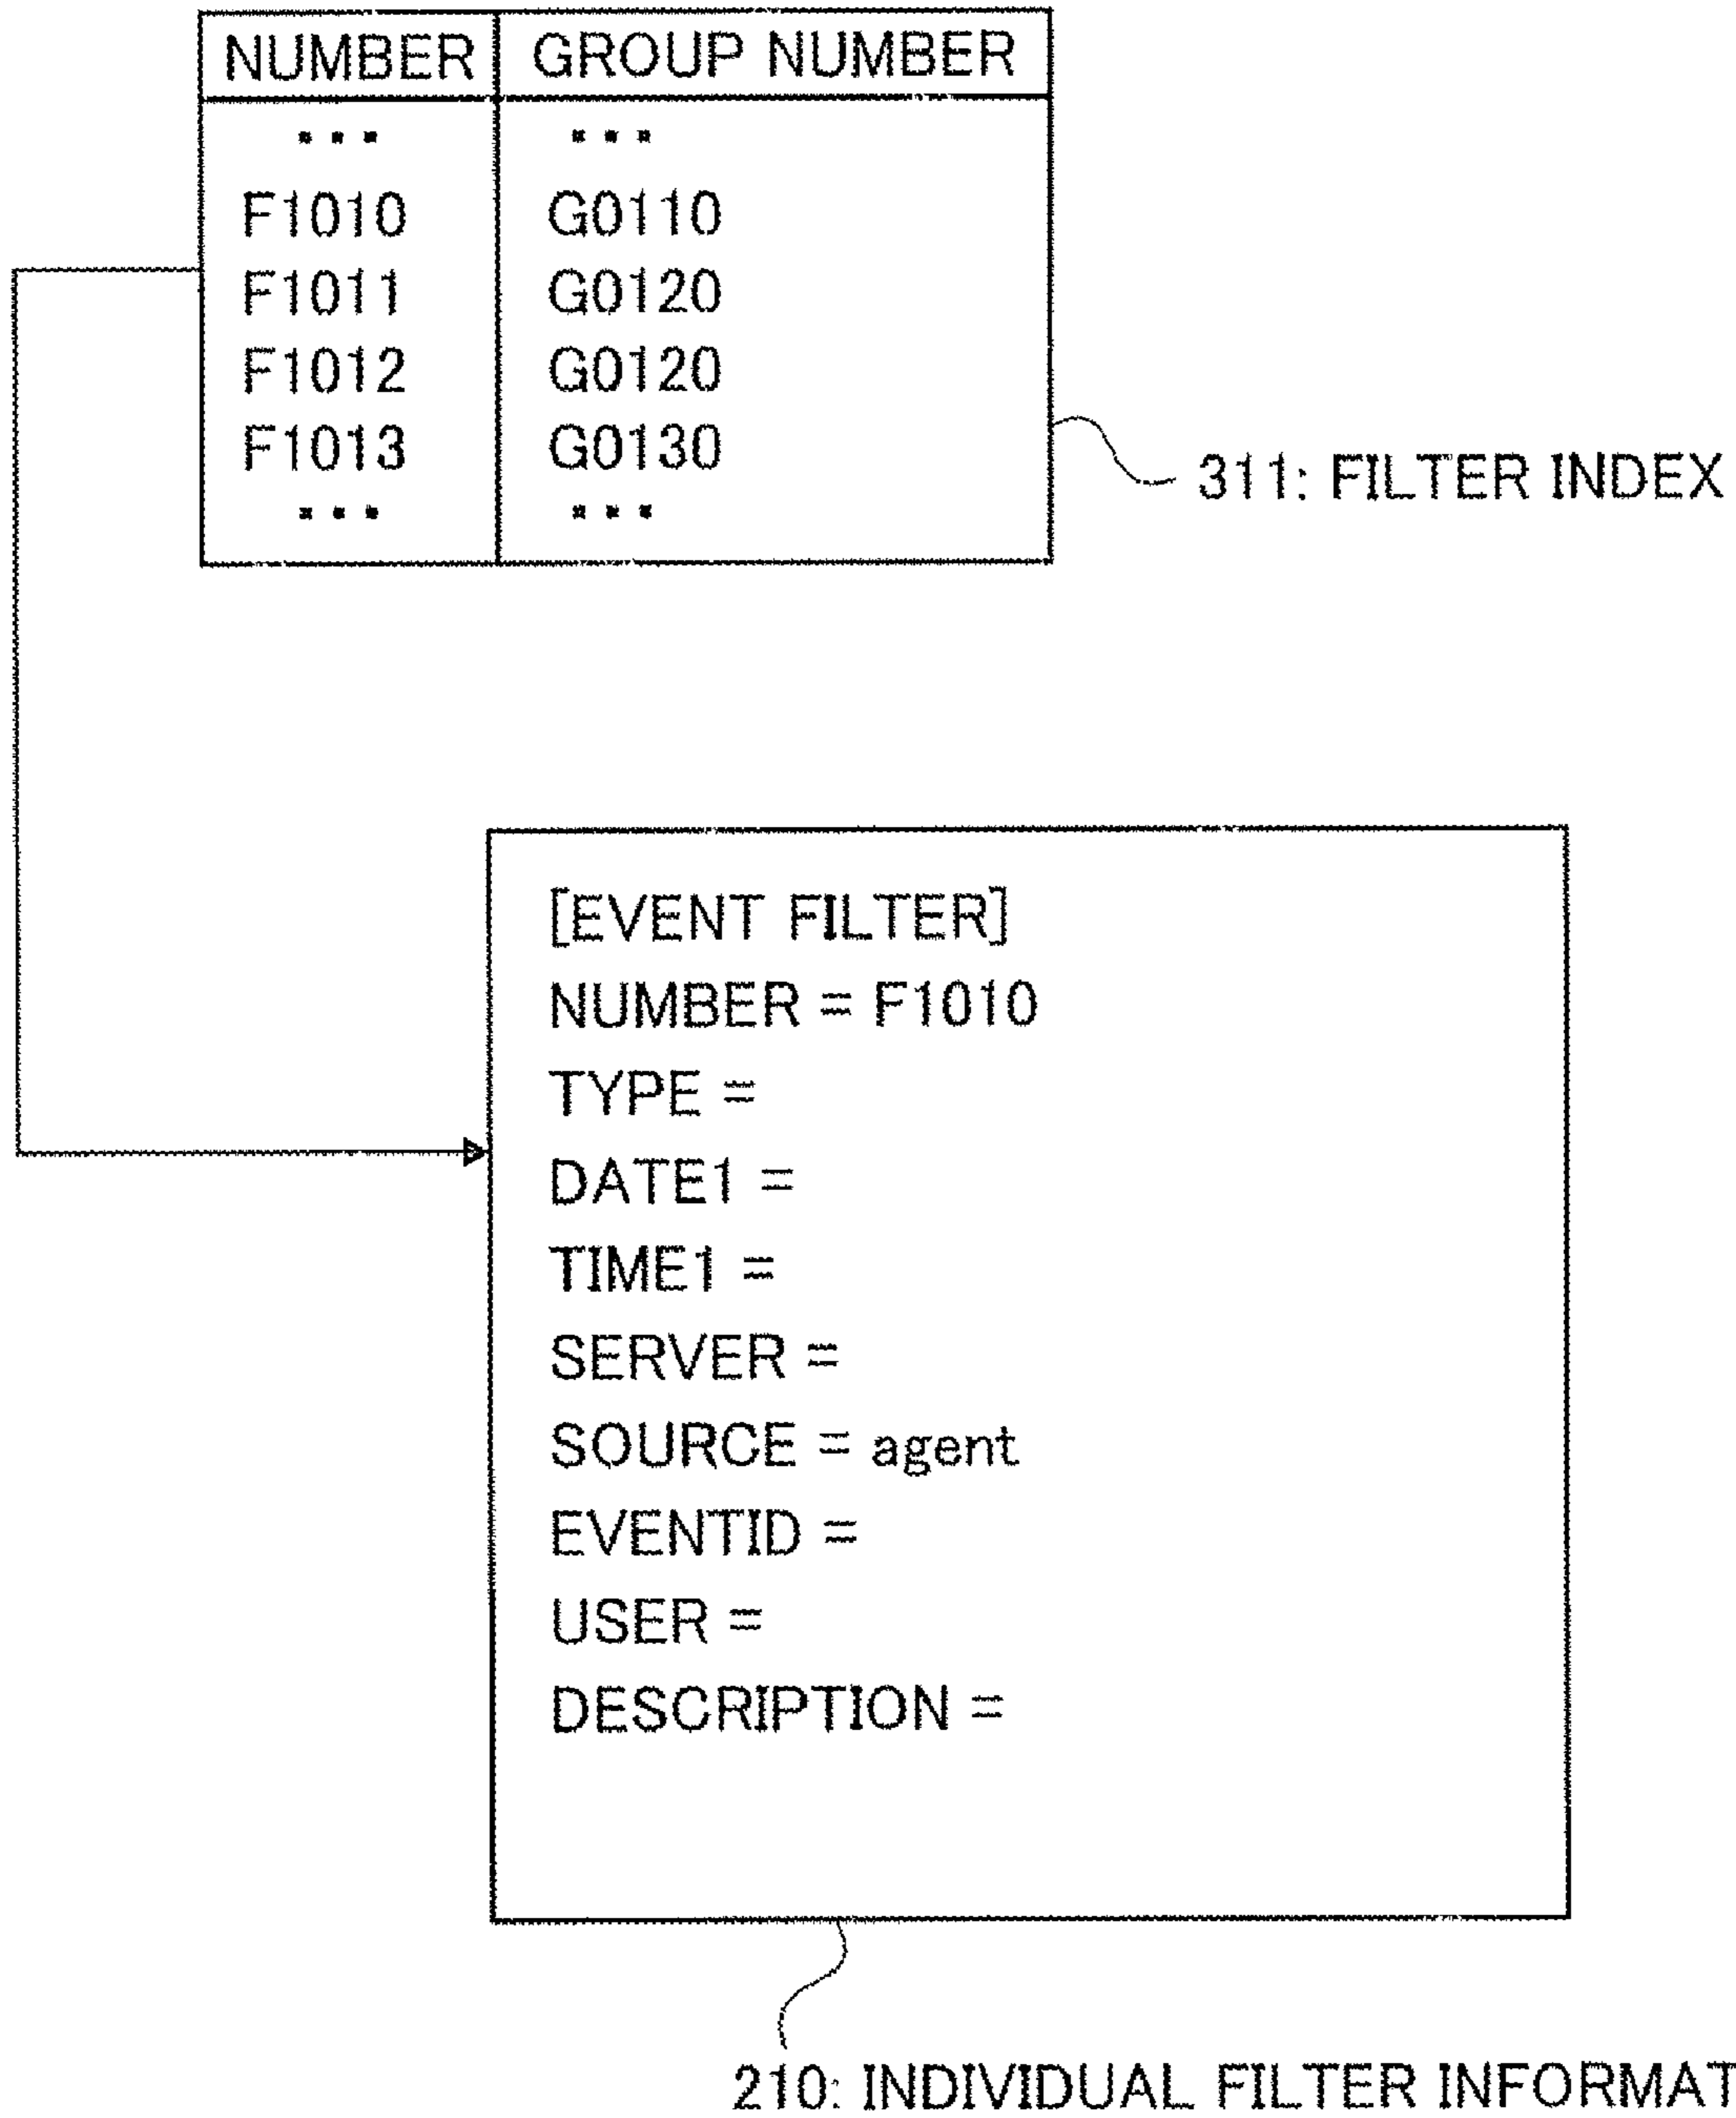 NUMBER GROUP NUMBER
... ...
F1010 G0110
F1011 G0120
F1012 G0120
F1013 G0130
... ...
311: FILTER INDEX
[EVENT FILTER]
NUMBER = F1010
TYPE =
DATE1 =
TIME1 =
SERVER =
SOURCE = agent
EVENTID =
USER =
DESCRIPTION =
210: INDIVIDUAL FILTER INFORMAT